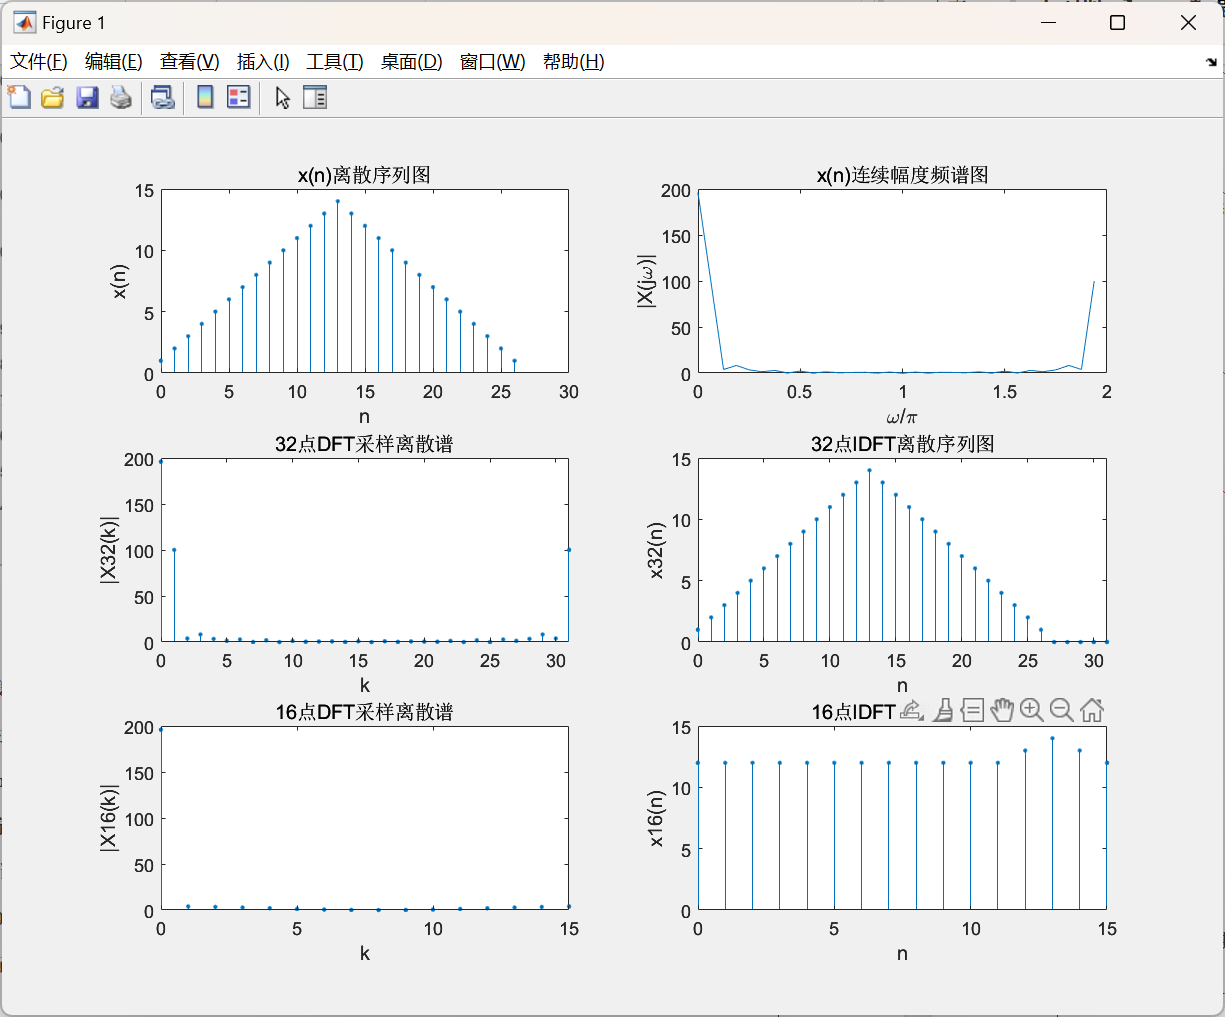 Figure 1
文件(F) 编辑(E) 查看(V) 插入(I) 工具(T) 桌面(D) 窗口(W) 帮助(H)
x(n)离散序列图
15
10
5
0
x(n)
0 5 10 15 20 25 30
n
x(n)连续幅度频谱图
200
150
100
50
0
|X(jω)|
0 0.5 1 1.5 2
ω/π
32点DFT采样离散谱
200
150
100
50
0
|X32(k)|
0 5 10 15 20 25 30
k
32点IDFT离散序列图
15
10
5
0
x32(n)
0 5 10 15 20 25 30
n
16点DFT采样离散谱
200
150
100
50
0
|X16(k)|
0 5 10 15
k
16点IDFT
15
10
5
0
x16(n)
0 5 10 15
n